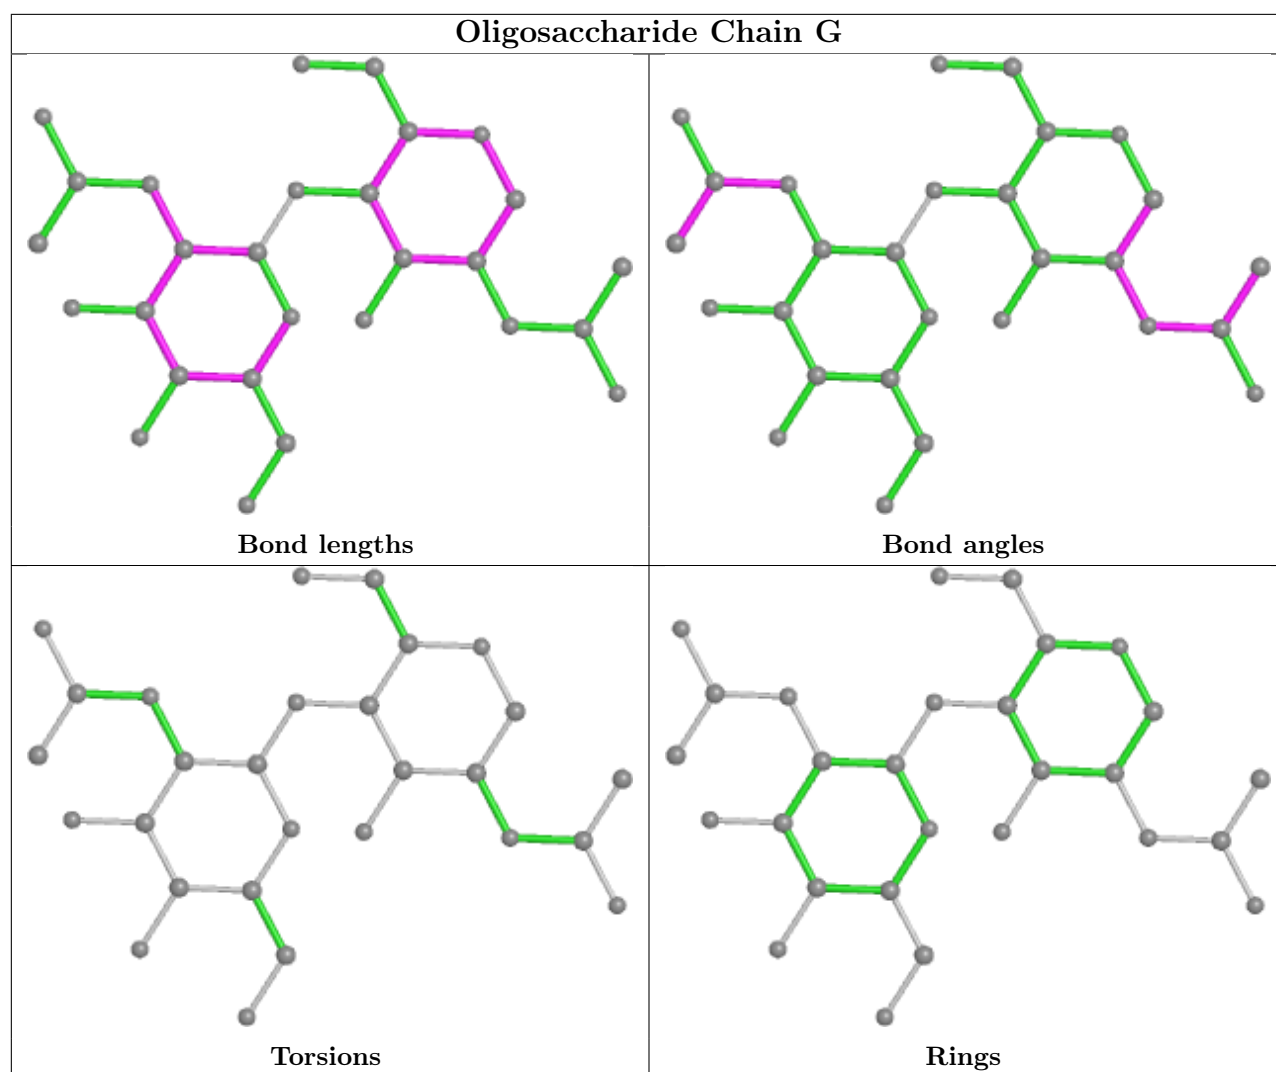 Oligosaccharide Chain G
Bond lengths
Bond angles
Torsions
Rings